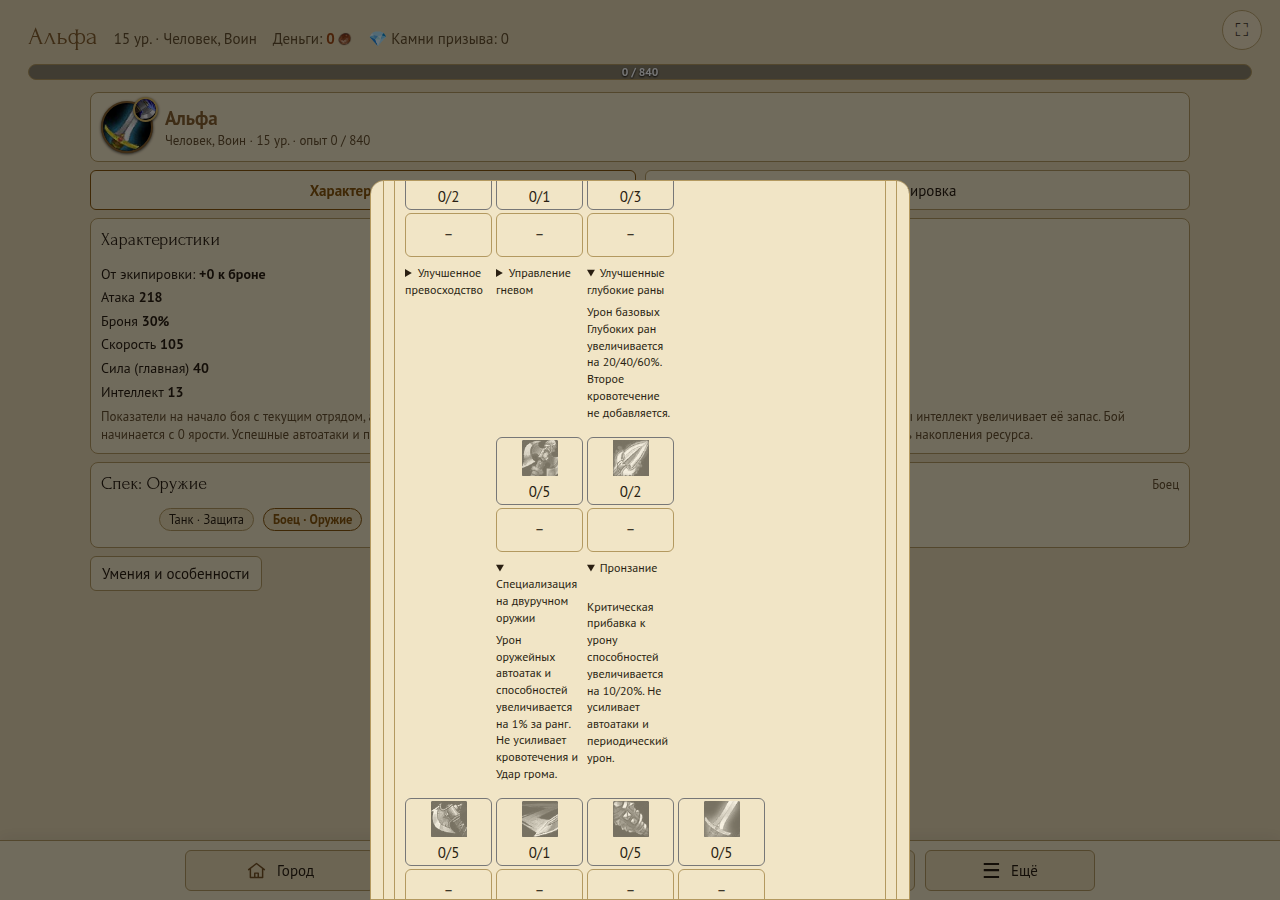 Альфа 15 ур. · Человек, Воин Деньги: 0 Камни призыва: 0
0 / 840
Альфа
Человек, Воин · 15 ур. · опыт 0 / 840
Характер
ировка
Характеристики
От экипировки: +0 к броне
Атака 218
Броня 30%
Скорость 105
Сила (главная) 40
Интеллект 13
Показатели на начало боя с текущим отрядом,
интеллект увеличивает её запас. Бой
начинается с 0 ярости. Успешные автоатаки и п
накопления ресурса.
Спек: Оружие
Боец
Танк · Защита Боец · Оружие
Умения и особенности
0/2 0/1 0/3
– – –
▶ Улучшенное
превосходство
▶ Управление
гневом
▼ Улучшенные
глубокие раны
Урон базовых
Глубоких ран
увеличивается
на 20/40/60%.
Второе
кровотечение
не добавляется.
0/5 0/2
– –
▼
Специализация
на двуручном
оружии
Урон
оружейных
автоатак и
способностей
увеличивается
на 1% за ранг.
Не усиливает
кровотечения и
Удар грома.
▼ Пронзание
Критическая
прибавка к
урону
способностей
увеличивается
на 10/20%. Не
усиливает
автоатаки и
периодический
урон.
0/5 0/1 0/5 0/5
– – – –
Город
Ещё